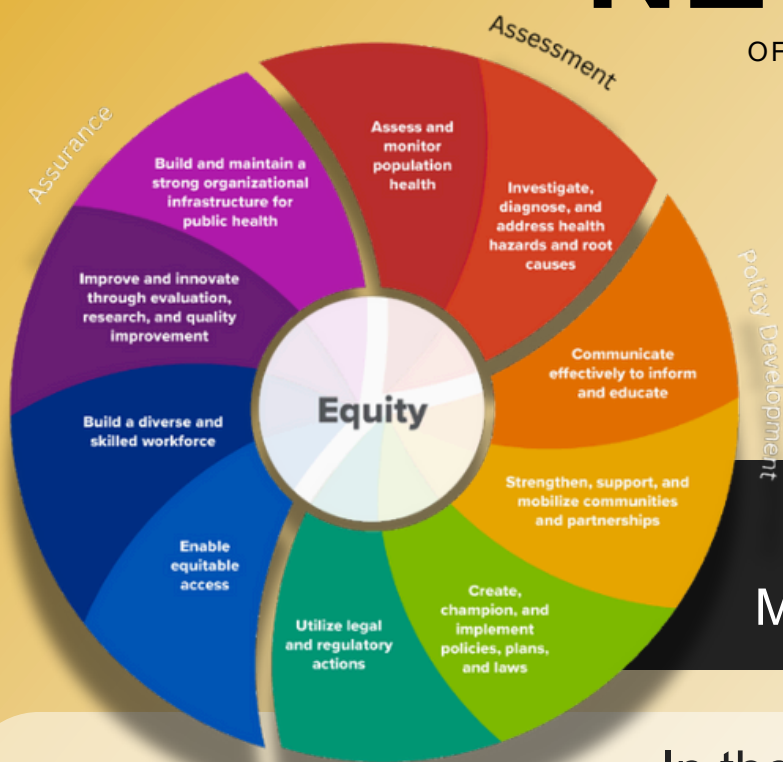 NE
OF
Assessment
Assurance
Policy Development
Assess and
monitor
population
health
Investigate,
diagnose, and
address health
hazards and root
causes
Communicate
effectively to inform
and educate
Strengthen, support, and
mobilize communities
and partnerships
Create,
champion, and
implement
policies, plans,
and laws
Utilize legal
and regulatory
actions
Enable
equitable
access
Build a diverse and
skilled workforce
Improve and innovate
through evaluation,
research, and quality
improvement
Build and maintain a
strong organizational
infrastructure for
public health
Equity
M
In the